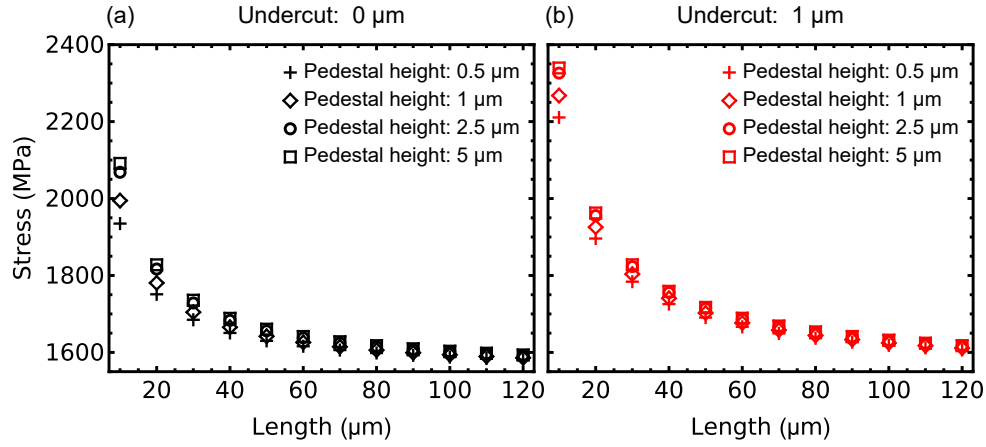 (a) Undercut: 0 μm
(b) Undercut: 1 μm
2400
2200
2000
1800
1600
Stress (MPa)
Pedestal height: 0.5 μm
Pedestal height: 1 μm
Pedestal height: 2.5 μm
Pedestal height: 5 μm
20 40 60 80 100 120
Length (μm)
Pedestal height: 0.5 μm
Pedestal height: 1 μm
Pedestal height: 2.5 μm
Pedestal height: 5 μm
20 40 60 80 100 120
Length (μm)